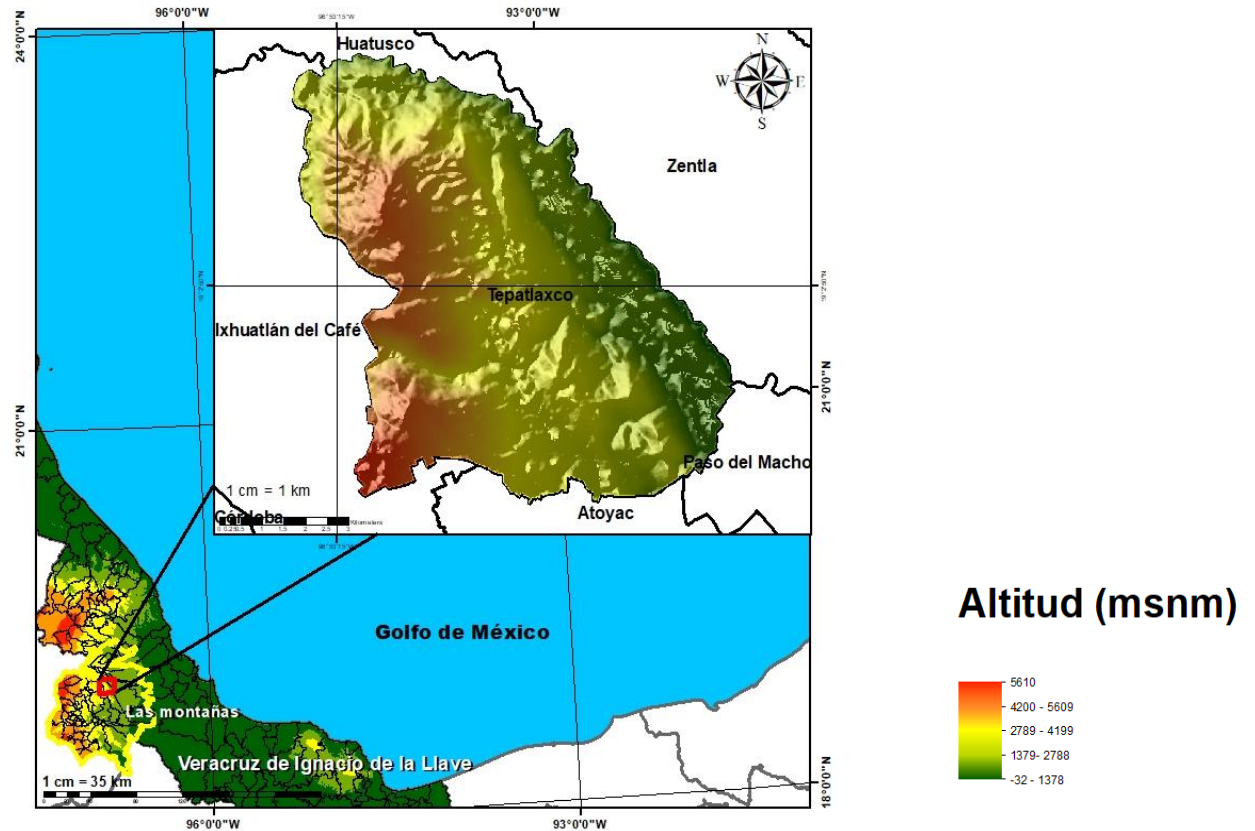 96°0'0"W
93°0'0"W
24°0'0"N
Huatusco
N
W
E
S
Zentla
Tepatlaxco
Ixhuatlán del Café
21°0'0"N
21°0'0"N
Paso del Macho
1 cm = 1 km
Córdoba
Kilometers
Atoyac
Golfo de México
Las montañas
Veracruz de Ignacio de la Llave
1 cm = 35 km
18°0'0"N
96°0'0"W
93°0'0"W
Altitud (msnm)
5610
4200 - 5609
2789 - 4199
1379- 2788
-32 - 1378